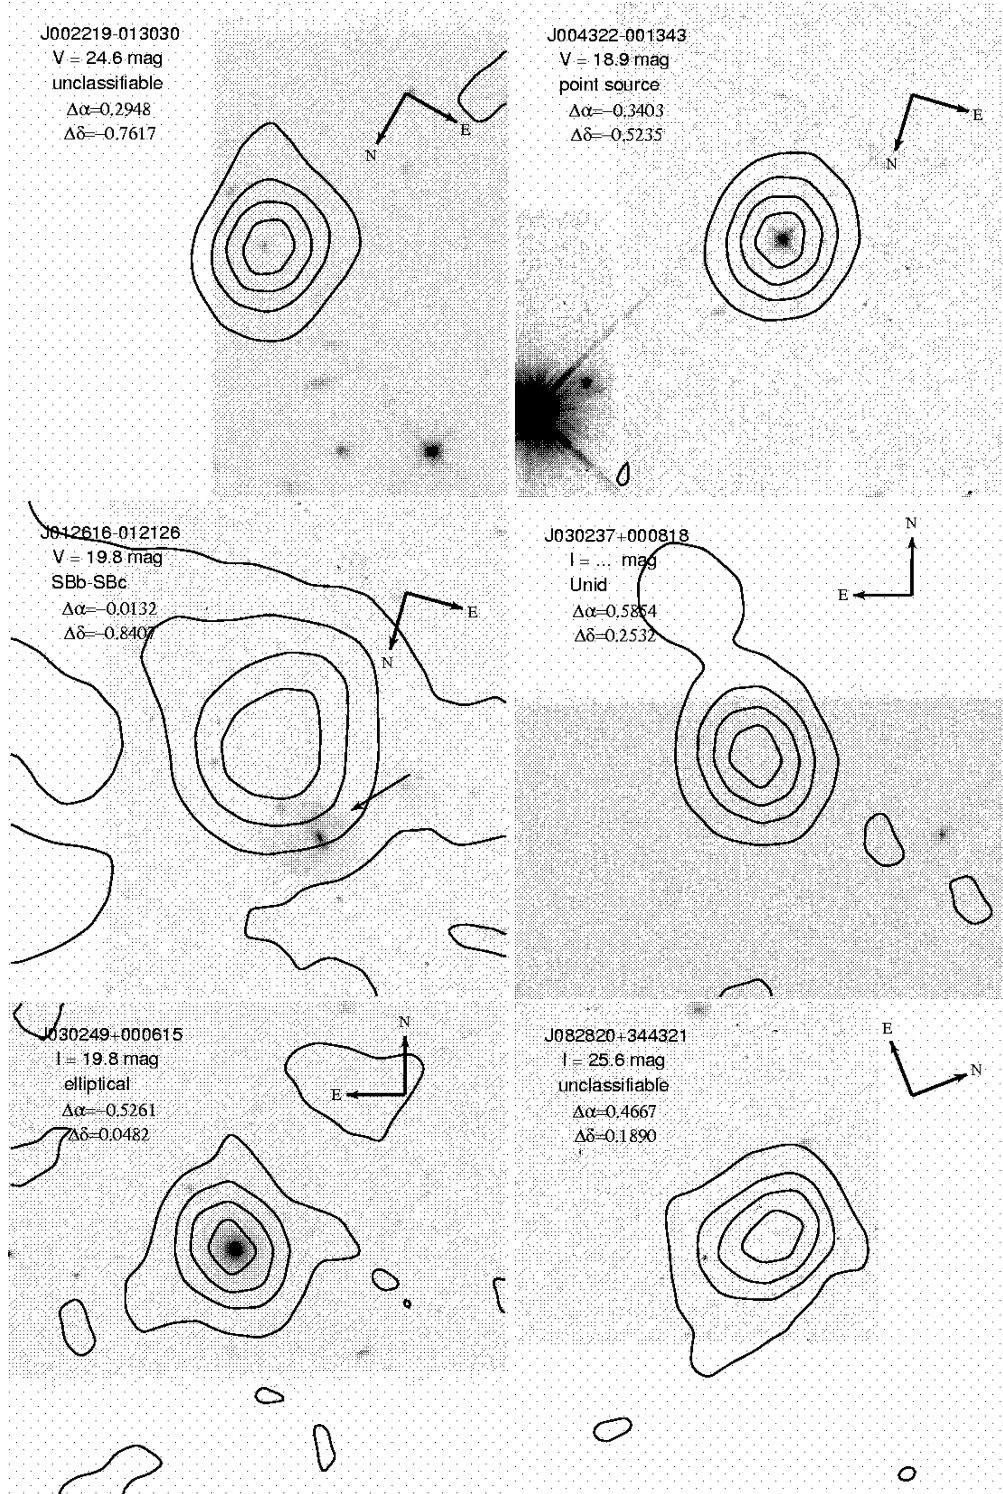 J002219-013030
V = 24.6 mag
unclassifiable
Δα=0.2948
Δδ=-0.7617
E
N
J004322-001343
V = 18.9 mag
point source
Δα=-0.3403
Δδ=-0.5235
E
N
J012616-012126
V = 19.8 mag
SBb-SBc
Δα=-0.0132
Δδ=-0.8407
E
N
J030237+000818
I = ... mag
Unid
Δα=0.5854
Δδ=0.2532
N
E
J030249+000615
I = 19.8 mag
elliptical
Δα=-0.5261
Δδ=0.0482
N
E
J082820+344321
I = 25.6 mag
unclassifiable
Δα=0.4667
Δδ=0.1890
E
N